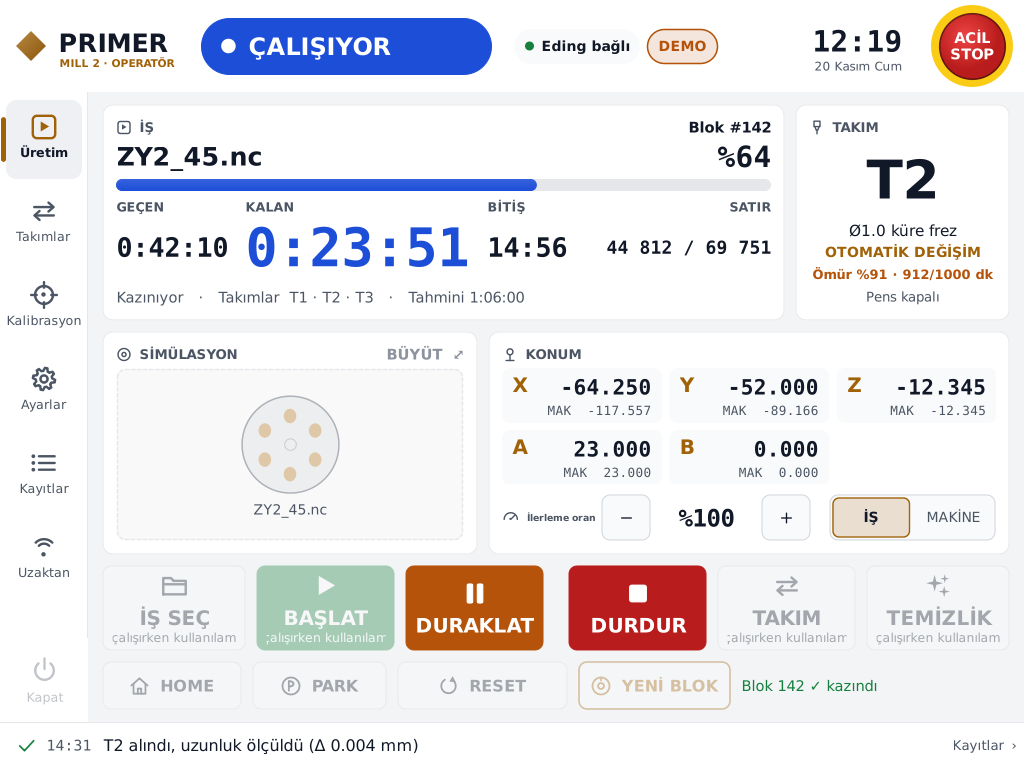 PRIMER
MILL 2 · OPERATÖR
ÇALIŞIYOR
Eding bağlı
DEMO
12:19
20 Kasım Cum
ACİL
STOP
Üretim
Takımlar
Kalibrasyon
Ayarlar
Kayıtlar
Uzaktan
Kapat
İŞ
Blok #142
ZY2_45.nc
%64
GEÇEN
KALAN
BİTİŞ
SATIR
0:42:10
0:23:51
14:56
44 812 / 69 751
Kazınıyor · Takımlar T1 · T2 · T3 · Tahmini 1:06:00
TAKIM
T2
Ø1.0 küre frez
OTOMATİK DEĞİŞİM
Ömür %91 · 912/1000 dk
Pens kapalı
SİMÜLASYON
BÜYÜT ⤢
ZY2_45.nc
KONUM
X -64.250
MAK -117.557
Y -52.000
MAK -89.166
Z -12.345
MAK -12.345
A 23.000
MAK 23.000
B 0.000
MAK 0.000
İlerleme oran
−
%100
+
İŞ
MAKİNE
İŞ SEÇ
çalışırken kullanılam
BAŞLAT
çalışırken kullanılam
DURAKLAT
DURDUR
TAKIM
çalışırken kullanılam
TEMİZLİK
çalışırken kullanılam
HOME
PARK
RESET
YENİ BLOK
Blok 142 ✓ kazındı
14:31 T2 alındı, uzunluk ölçüldü (Δ 0.004 mm)
Kayıtlar ›